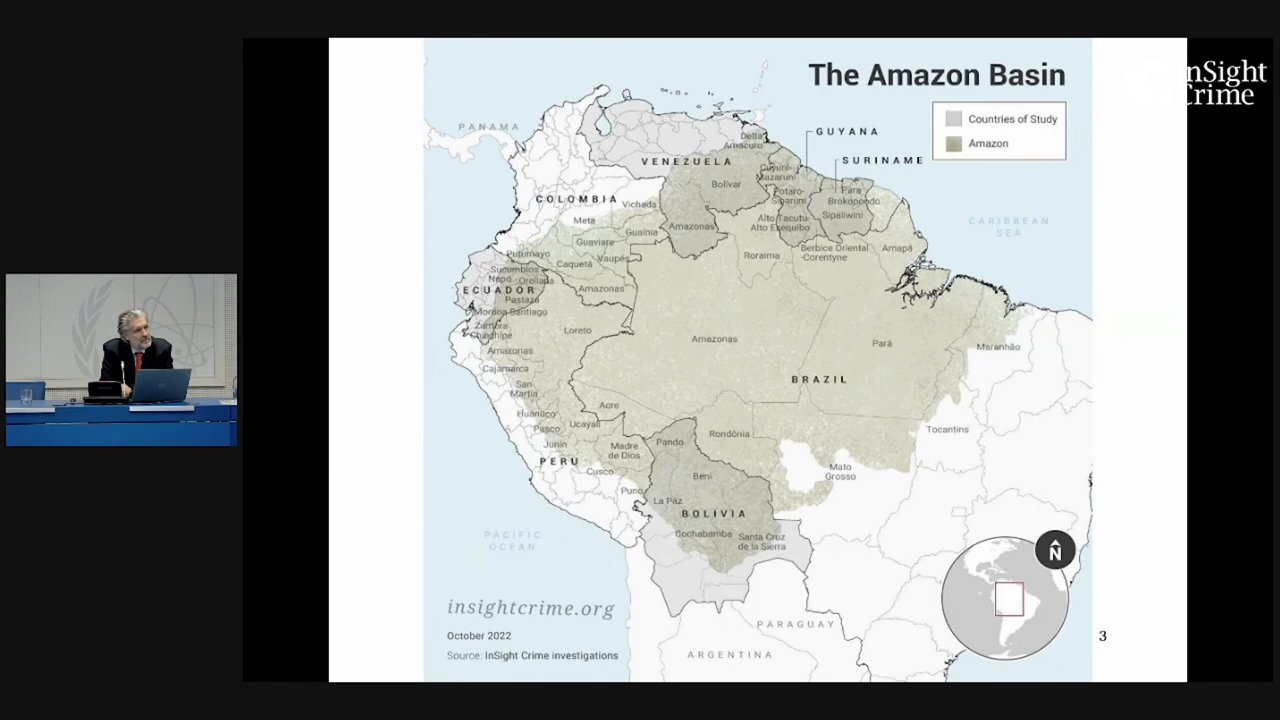 The Amazon Basin
InSight
Crime
Countries of Study
Amazon
PANAMA
GUYANA
SURINAME
VENEZUELA
Delta
Amacuro
Cuyuni-
Mazaruni
Bolívar
Potaro-
Siparuni
Para
Brokopondo
COLOMBIA
Vichada
Sipaliwini
CARIBBEAN
SEA
Meta
Amazonas
Alto Tacutu-
Alto Esequibo
Guainía
Guaviare
Berbice Oriental
-Corentyne
Amapá
Putumayo
Caquetá
Vaupés
Roraima
Sucumbíos
Napo
Orellana
ECUADOR
Amazonas
Pastaza
Morona Santiago
Zamora
Chinchipe
Loreto
Amazonas
Pará
Maranhão
Amazonas
Cajamarca
BRAZIL
San
Martín
Acre
Huánuco
Ucayali
Pasco
Rondônia
Tocantins
Junín
Madre
de Dios
Pando
PERU
Cusco
Mato
Grosso
Beni
Puno
La Paz
BOLIVIA
Cochabamba
Santa Cruz
de la Sierra
PACIFIC
OCEAN
N
insightcrime.org
PARAGUAY
October 2022
ARGENTINA
Source: InSight Crime investigations
3